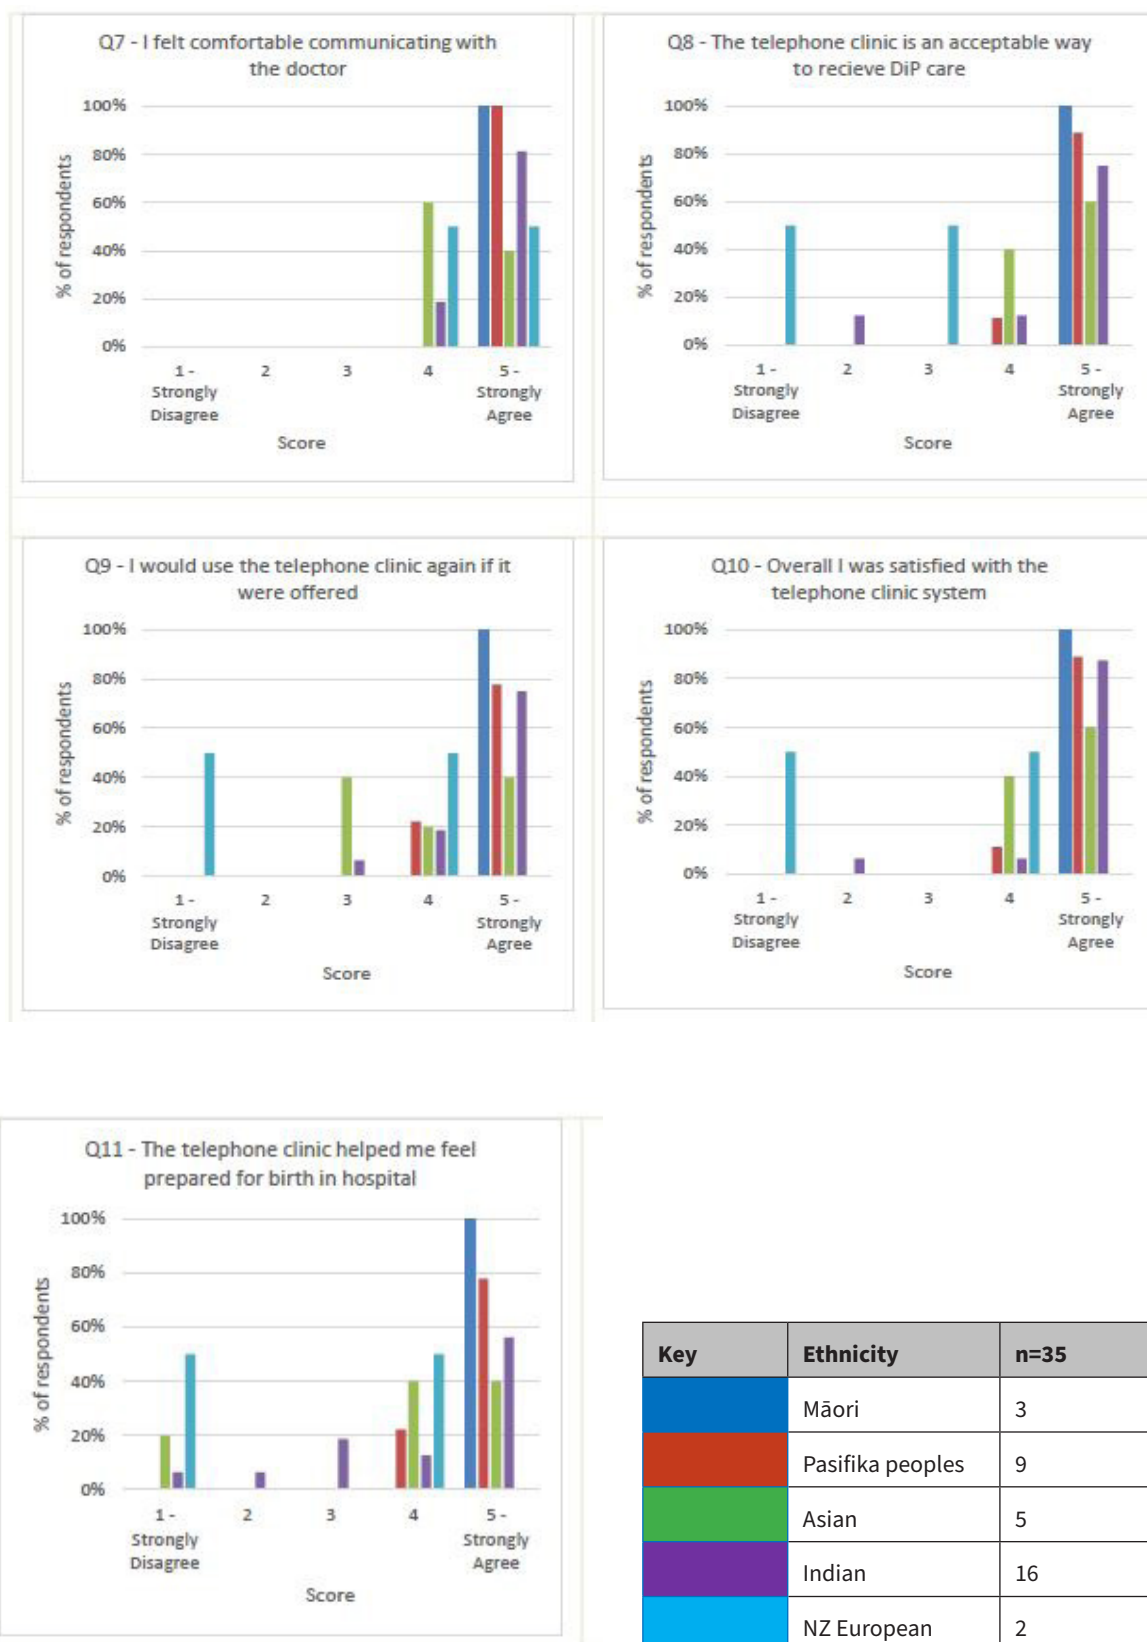 Q7 - I felt comfortable communicating with
the doctor
% of respondents
100%
80%
60%
40%
20%
0%
1 -
Strongly
Disagree
2
3
4
5 -
Strongly
Agree
Score
Q8 - The telephone clinic is an acceptable way
to recieve DiP care
% of respondents
100%
80%
60%
40%
20%
0%
1 -
Strongly
Disagree
2
3
4
5 -
Strongly
Agree
Score
Q9 - I would use the telephone clinic again if it
were offered
% of respondents
100%
80%
60%
40%
20%
0%
1 -
Strongly
Disagree
2
3
4
5 -
Strongly
Agree
Score
Q10 - Overall I was satisfied with the
telephone clinic system
% of respondents
100%
80%
60%
40%
20%
0%
1 -
Strongly
Disagree
2
3
4
5 -
Strongly
Agree
Score
Q11 - The telephone clinic helped me feel
prepared for birth in hospital
% of respondents
100%
80%
60%
40%
20%
0%
1 -
Strongly
Disagree
2
3
4
5 -
Strongly
Agree
Score
Key Ethnicity n=35
Māori 3
Pasifika peoples 9
Asian 5
Indian 16
NZ European 2